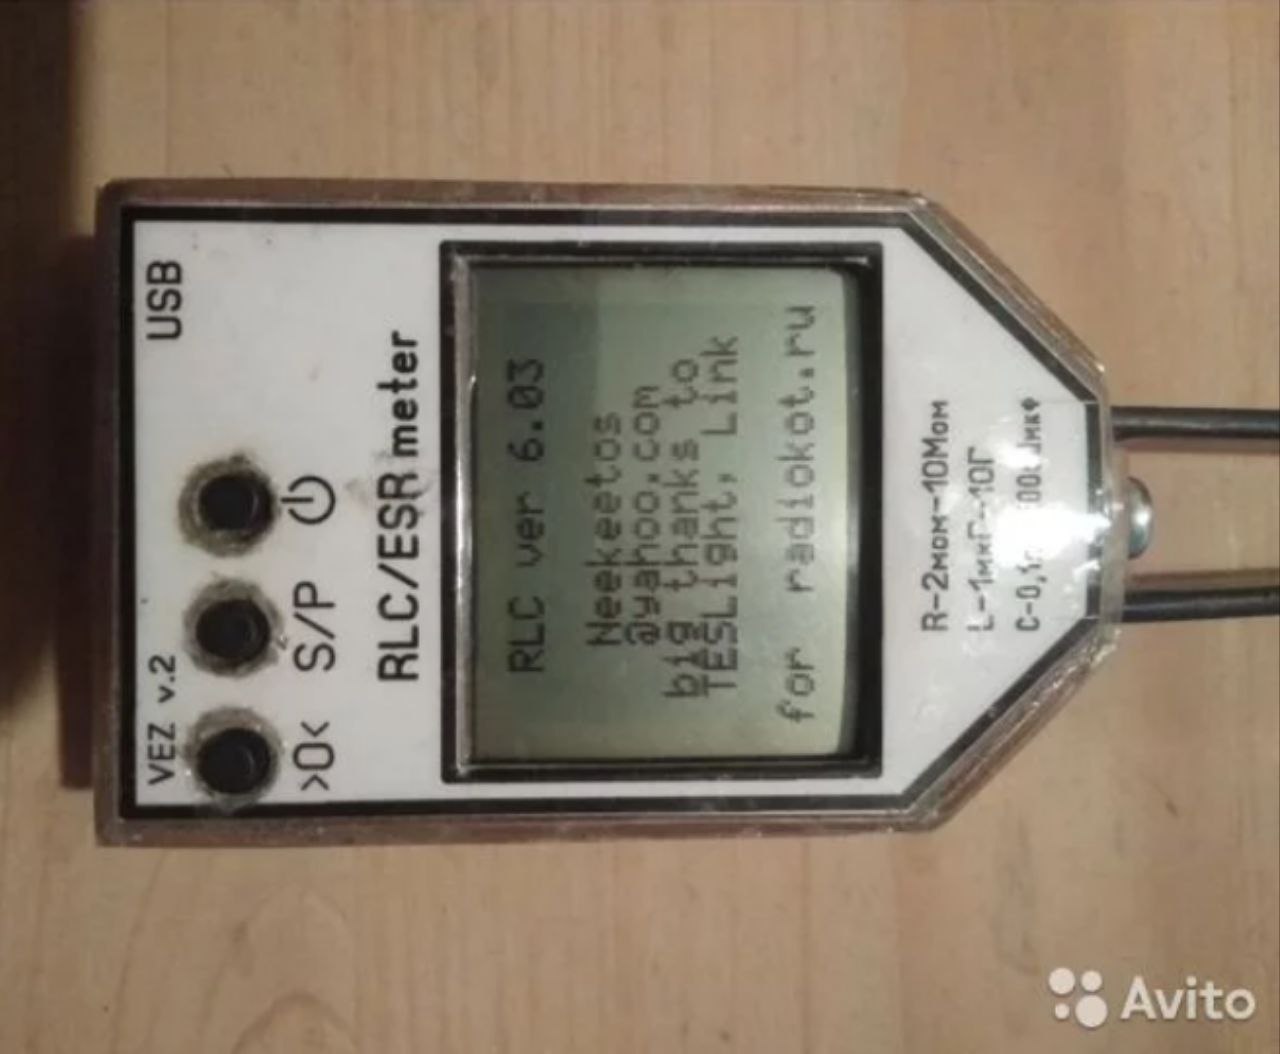 USB
VEZ v.2
>0< S/P
RLC/ESR meter
RLC ver 6.03
Neekeetos
@yahoo.com
big thanks to
TESLight, Link
for radiokot.ru
R-2мом-10Мом
L-1мкГ-10Г
Avito